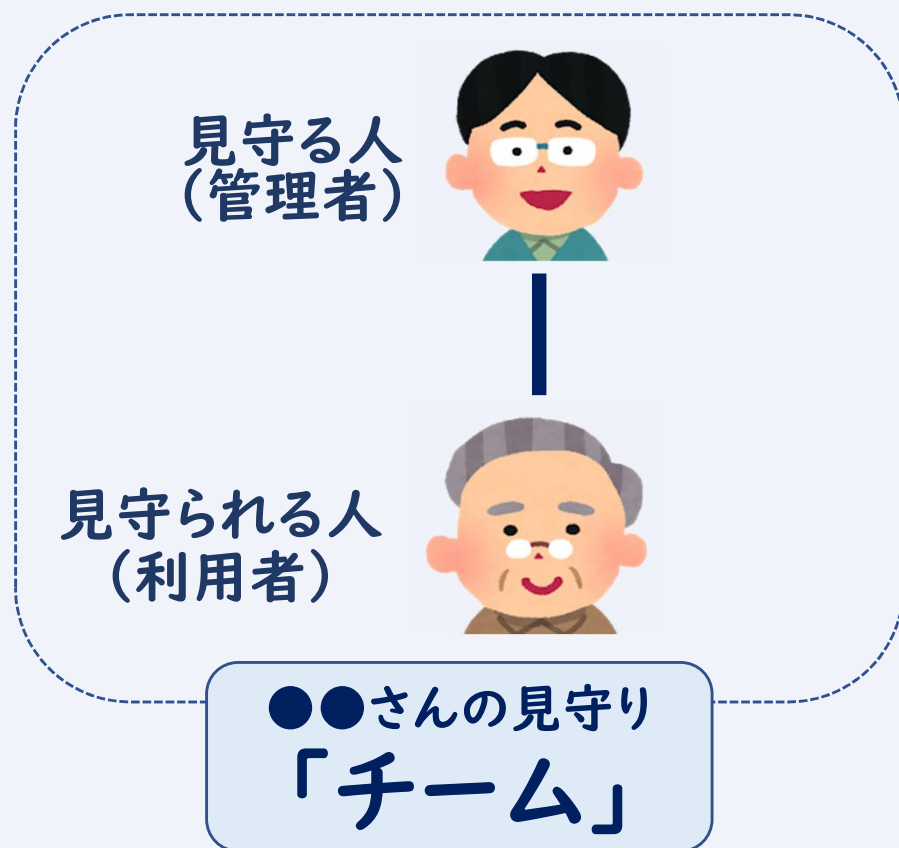 見守る人
（管理者）
見守られる人
（利用者）
●●さんの見守り
「チーム」